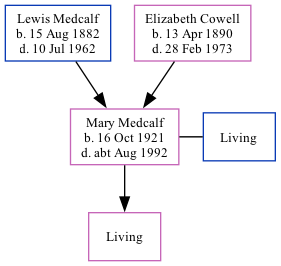 Lewis Medcalf
b. 15 Aug 1882
d. 10 Jul 1962
Elizabeth Cowell
b. 13 Apr 1890
d. 28 Feb 1973
Mary Medcalf
b. 16 Oct 1921
d. abt Aug 1992
Living
Living